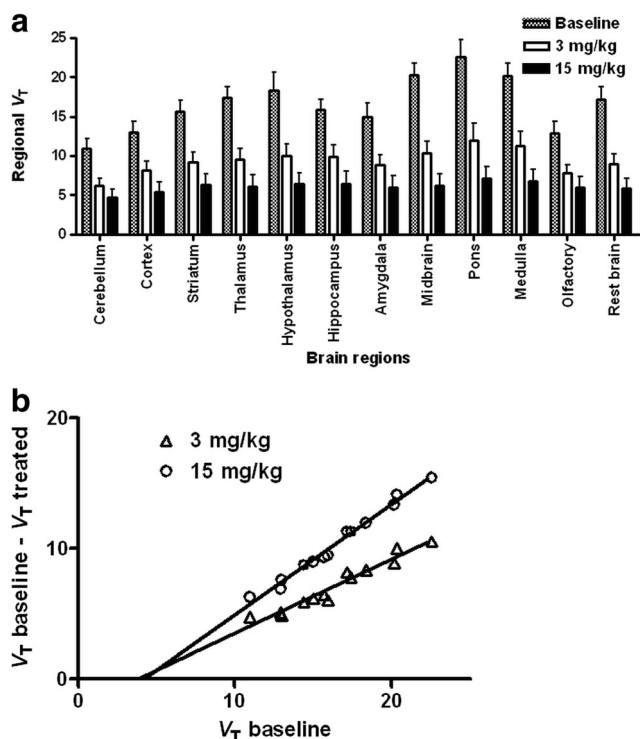 a
Baseline
3 mg/kg
15 mg/kg
Regional VT
25
20
15
10
5
0
Cerebellum
Cortex
Striatum
Thalamus
Hypothalamus
Hippocampus
Amygdala
Midbrain
Pons
Medulla
Olfactory
Rest brain
Brain regions
b
3 mg/kg
15 mg/kg
VT baseline - VT treated
20
10
0
0
10
20
VT baseline